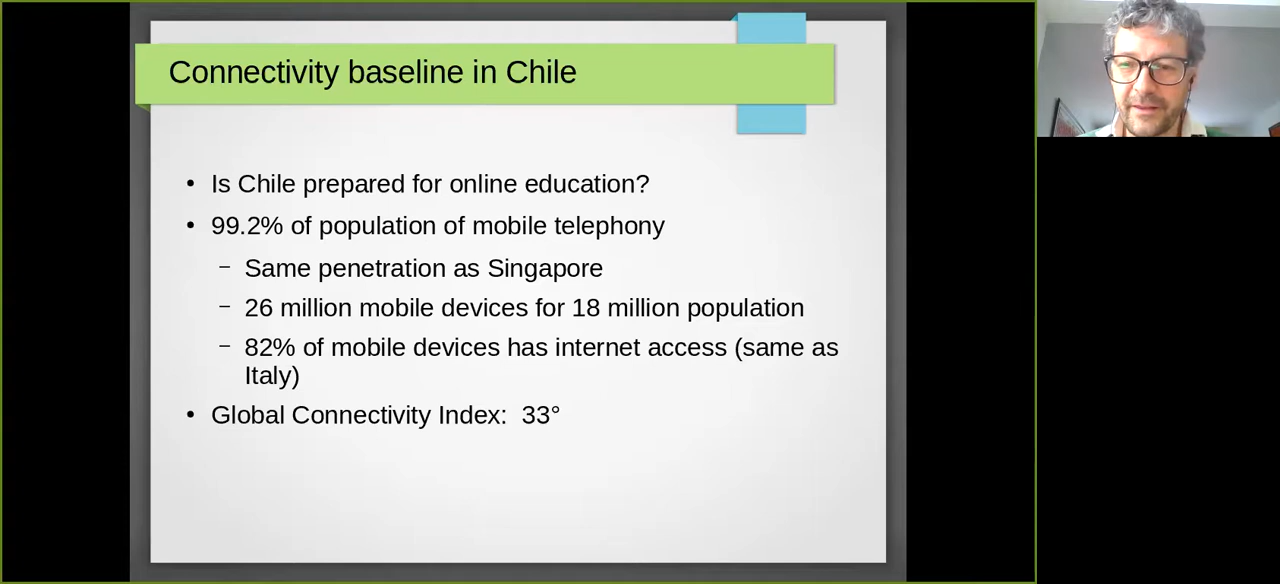 Connectivity baseline in Chile
• Is Chile prepared for online education?
• 99.2% of population of mobile telephony
– Same penetration as Singapore
– 26 million mobile devices for 18 million population
– 82% of mobile devices has internet access (same as
Italy)
• Global Connectivity Index:  33°